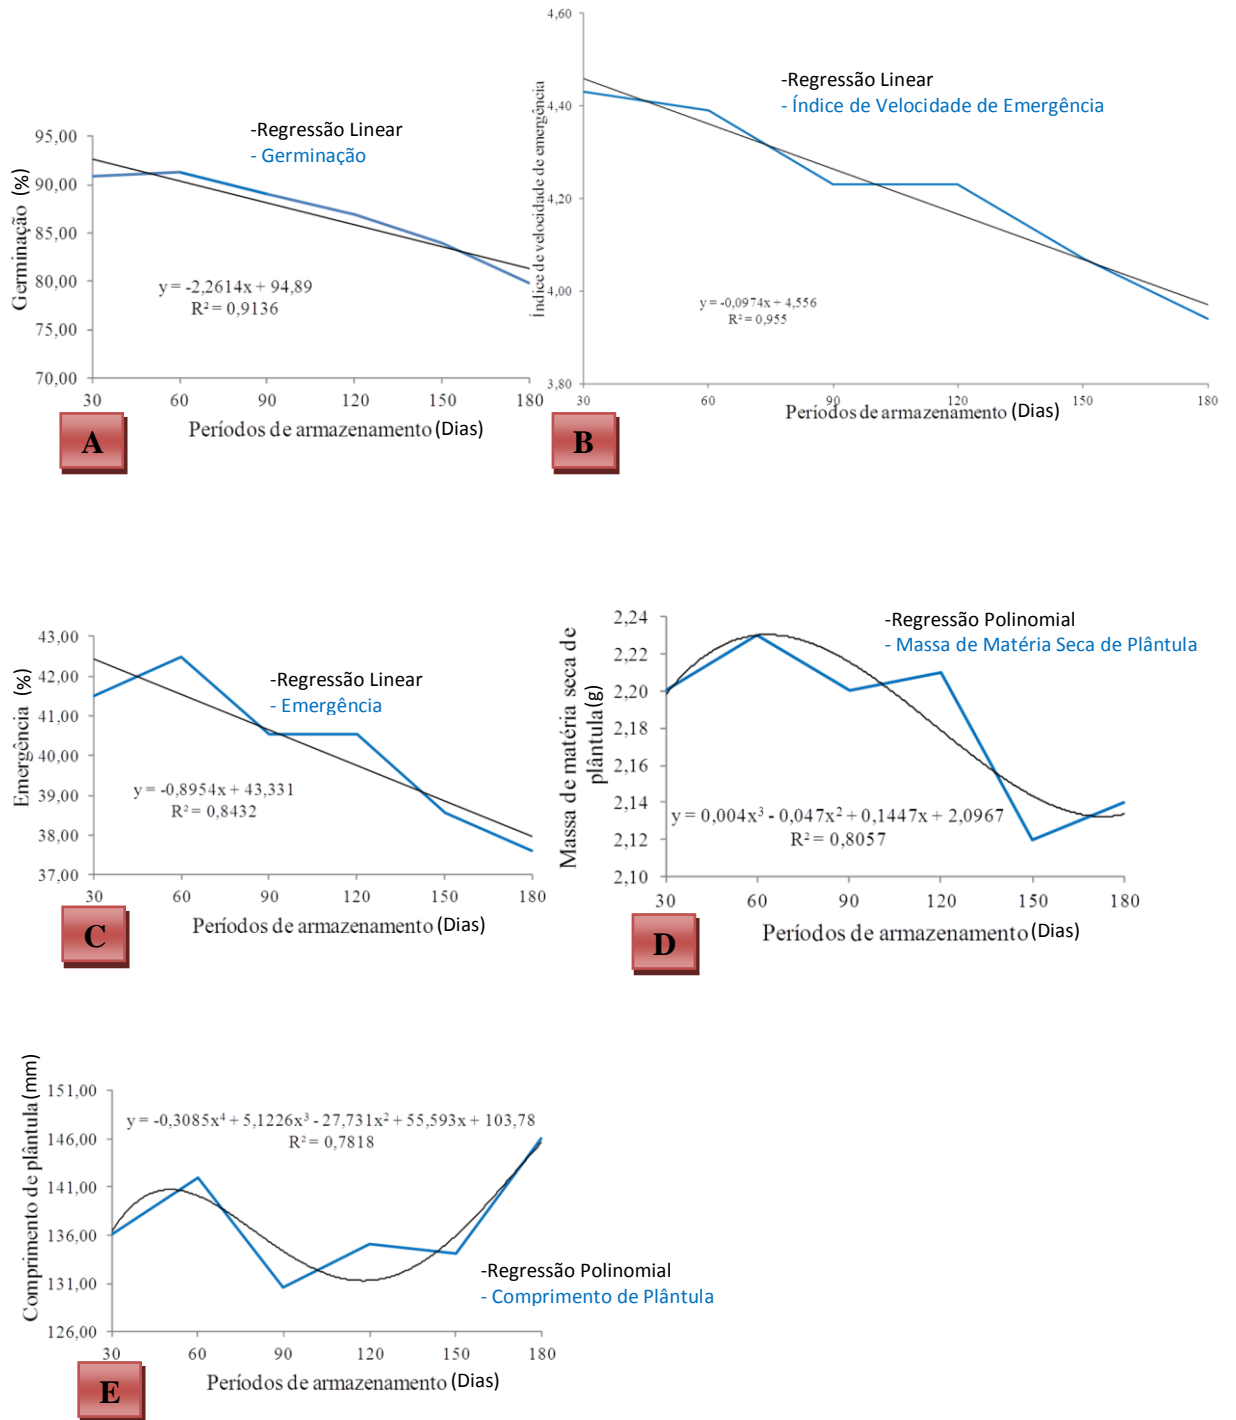 -Regressão Linear
- Germinação
Germinação (%)
95,00
90,00
85,00
80,00
75,00
70,00
y = -2,2614x + 94,89
R² = 0,9136
30 60 90 120 150 180
Períodos de armazenamento (Dias)
A
-Regressão Linear
- Índice de Velocidade de Emergência
Índice de velocidade de emergência
4,60
4,40
4,20
4,00
3,80
y = -0,0974x + 4,556
R² = 0,955
30 60 90 120 150 180
Períodos de armazenamento (Dias)
B
-Regressão Linear
- Emergência
Emergência (%)
43,00
42,00
41,00
40,00
39,00
38,00
37,00
y = -0,8954x + 43,331
R² = 0,8432
30 60 90 120 150 180
Períodos de armazenamento (Dias)
C
-Regressão Polinomial
- Massa de Matéria Seca de Plântula
Massa de matéria seca de
plântula (g)
2,24
2,22
2,20
2,18
2,16
2,14
2,12
2,10
y = 0,004x³ - 0,047x² + 0,1447x + 2,0967
R² = 0,8057
30 60 90 120 150 180
Períodos de armazenamento (Dias)
D
Comprimento de plântula (mm)
151,00
146,00
141,00
136,00
131,00
126,00
y = -0,3085x⁴ + 5,1226x³ - 27,731x² + 55,593x + 103,78
R² = 0,7818
-Regressão Polinomial
- Comprimento de Plântula
30 60 90 120 150 180
Períodos de armazenamento (Dias)
E